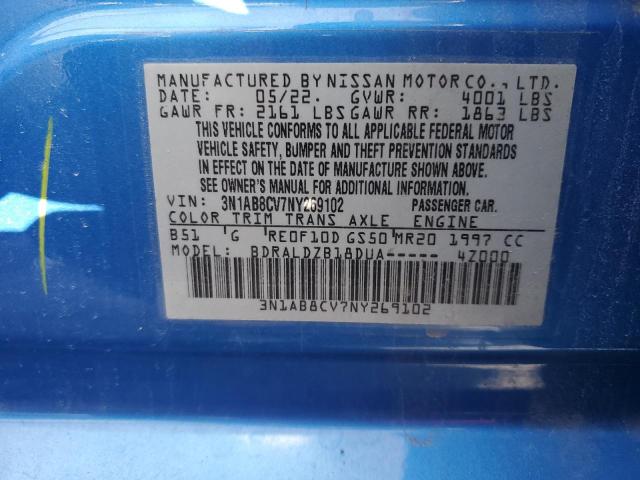 MANUFACTURED BY NISSAN MOTOR CO., LTD.
DATE: 05/22. GVWR: 4001 LBS
GAWR FR: 2161 LBS GAWR RR: 1863 LBS
THIS VEHICLE CONFORMS TO ALL APPLICABLE FEDERAL MOTOR
VEHICLE SAFETY, BUMPER AND THEFT PREVENTION STANDARDS
IN EFFECT ON THE DATE OF MANUFACTURE SHOWN ABOVE.
SEE OWNER'S MANUAL FOR ADDITIONAL INFORMATION
VIN: 3N1AB8CV7NY269102 PASSENGER CAR.
COLOR TRIM TRANS AXLE ENGINE
B51 G RE0F10D GS50 MR20 1997 CC
MODEL: BDRALDZB18DUA----- 4Z000
3N1AB8CV7NY269102